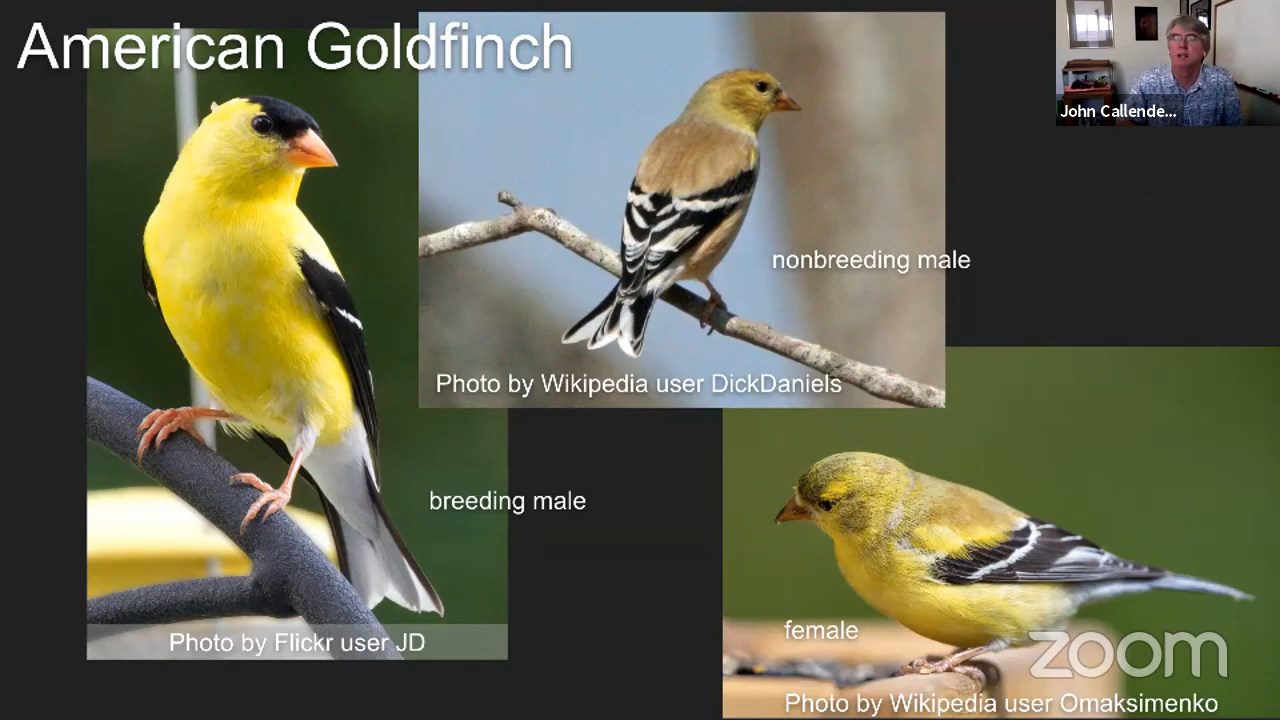 American Goldfinch
John Callende...
nonbreeding male
Photo by Wikipedia user DickDaniels
breeding male
Photo by Flickr user JD
female
zoom
Photo by Wikipedia user Omaksimenko